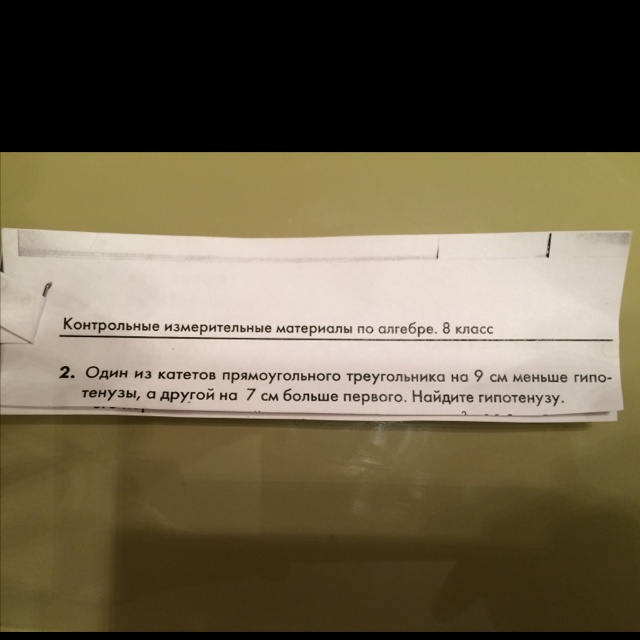 Контрольные измерительные материалы по алгебре. 8 класс
2. Один из катетов прямоугольного треугольника на 9 см меньше гипо-
тенузы, а другой на 7 см больше первого. Найдите гипотенузу.